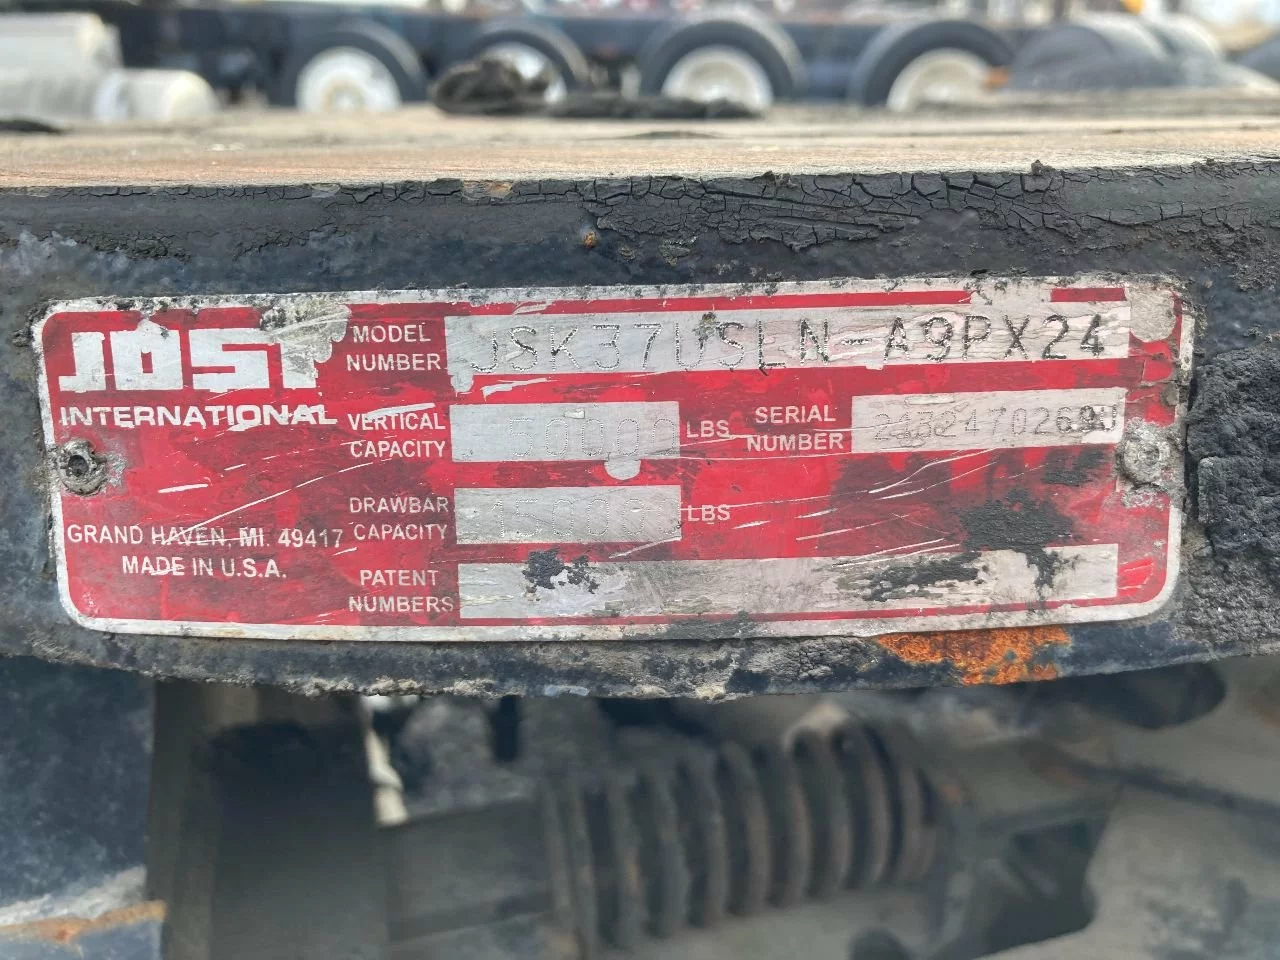 JOST
INTERNATIONAL
GRAND HAVEN, MI. 49417
MADE IN U.S.A.
MODEL NUMBER JSK37USLN-A9PX24
VERTICAL CAPACITY 50000 LBS
SERIAL NUMBER
DRAWBAR CAPACITY LBS
PATENT NUMBERS